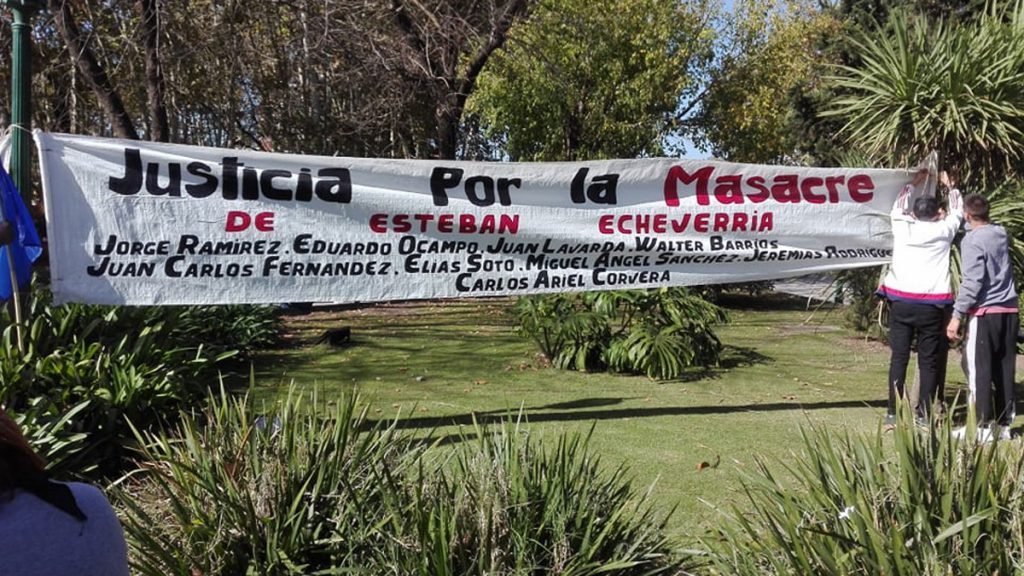 Justicia Por la Masacre
DE ESTEBAN ECHEVERRIA
JORGE RAMIREZ. EDUARDO OCAMPO. JUAN LAVARDA. WALTER BARRIOS
JUAN CARLOS FERNANDEZ. ELIAS SOTO. MIGUEL ANGEL SANCHEZ. JEREMIAS RODRIGUE
CARLOS ARIEL CORVERA